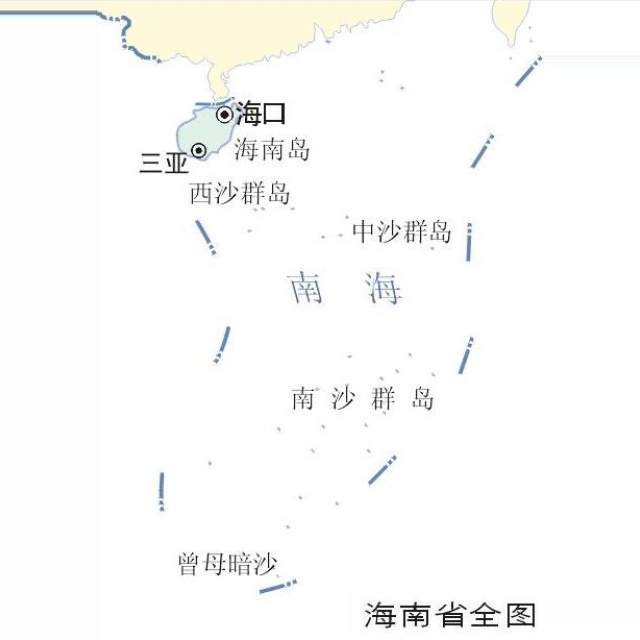 海口
海南岛
三亚
西沙群岛
中沙群岛
南海
南沙群岛
曾母暗沙
海南省全图